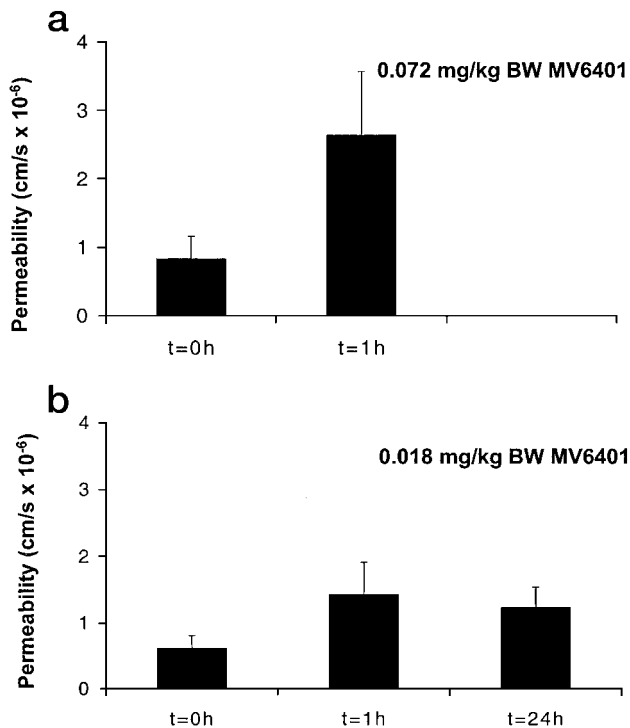 a
0.072 mg/kg BW MV6401
Permeability (cm/s x 10⁻⁶)
4
3
2
1
0
t=0h t=1h
b
0.018 mg/kg BW MV6401
Permeability (cm/s x 10⁻⁶)
4
3
2
1
0
t=0h t=1h t=24h